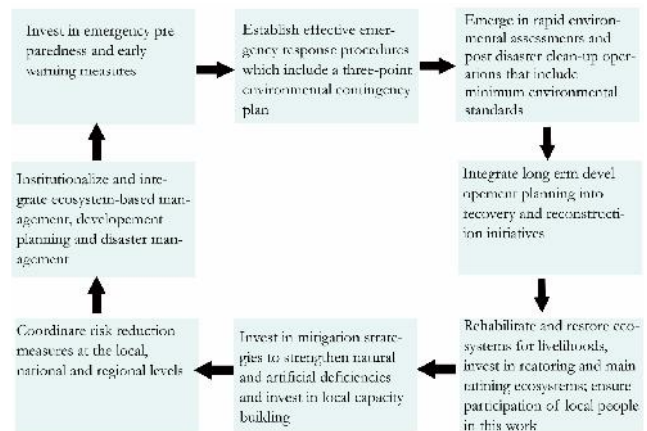 Invest in emergency pre
paredness and early
warning measures
Establish effective emer-
gency response procedures
which include a three-point
environmental contingency
plan
Emerge in rapid environ-
mental assessments and
post disaster clean-up oper-
ations that include
minimum environmental
standards
Integrate long term devel
opement planning into
recovery and reconstructi-
ion initiatives
Rehabilitate and restore eco-
systems for livelihoods,
invest in reatoring and main
tifining ecosystems; ensure
participation of local people
in this work
Invest in mitigation strate-
gies to strengthen natural
and artificial deficiencies
and invest in local capacity
builkling
Coordinate risk reduction
measures at the local,
national and regional levels
Institutionalize and inte-
grate ecosystem-based man-
agement, developement
planning and disaster man-
agement